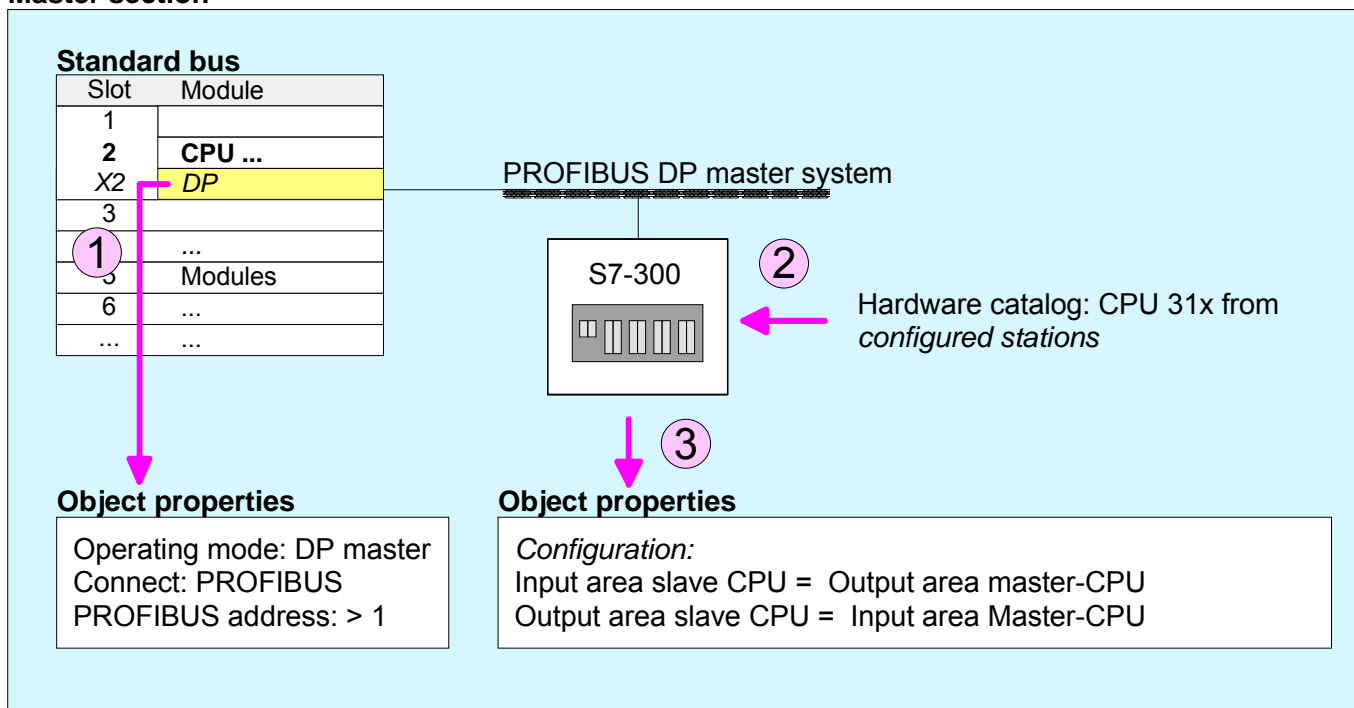 Master section
Standard bus
Slot Module
1
2 CPU ...
X2 DP
3
...
5 Modules
6 ...
... ...
1
PROFIBUS DP master system
S7-300
2
Hardware catalog: CPU 31x from
configured stations
3
Object properties
Operating mode: DP master
Connect: PROFIBUS
PROFIBUS address: > 1
Object properties
Configuration:
Input area slave CPU = Output area master-CPU
Output area slave CPU = Input area Master-CPU